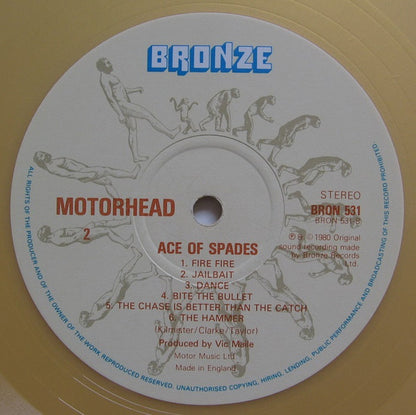 BRONZE
STEREO
MOTORHEAD
BRON 531
BRON 531 B
2
℗ & © 1980 Original
sound recording made
by Bronze Records
Ltd.
ACE OF SPADES
1. FIRE FIRE
2. JAILBAIT
3. DANCE
4. BITE THE BULLET
5. THE CHASE IS BETTER THAN THE CATCH
6. THE HAMMER
(Kilmister/Clarke/Taylor)
Produced by Vic Maile
Motor Music Ltd.
Made in England
ALL RIGHTS OF THE PRODUCER AND OF THE OWNER OF THE WORK REPRODUCED RESERVED. UNAUTHORISED COPYING, HIRING, LENDING, PUBLIC PERFORMANCE AND BROADCASTING OF THIS RECORD PROHIBITED.